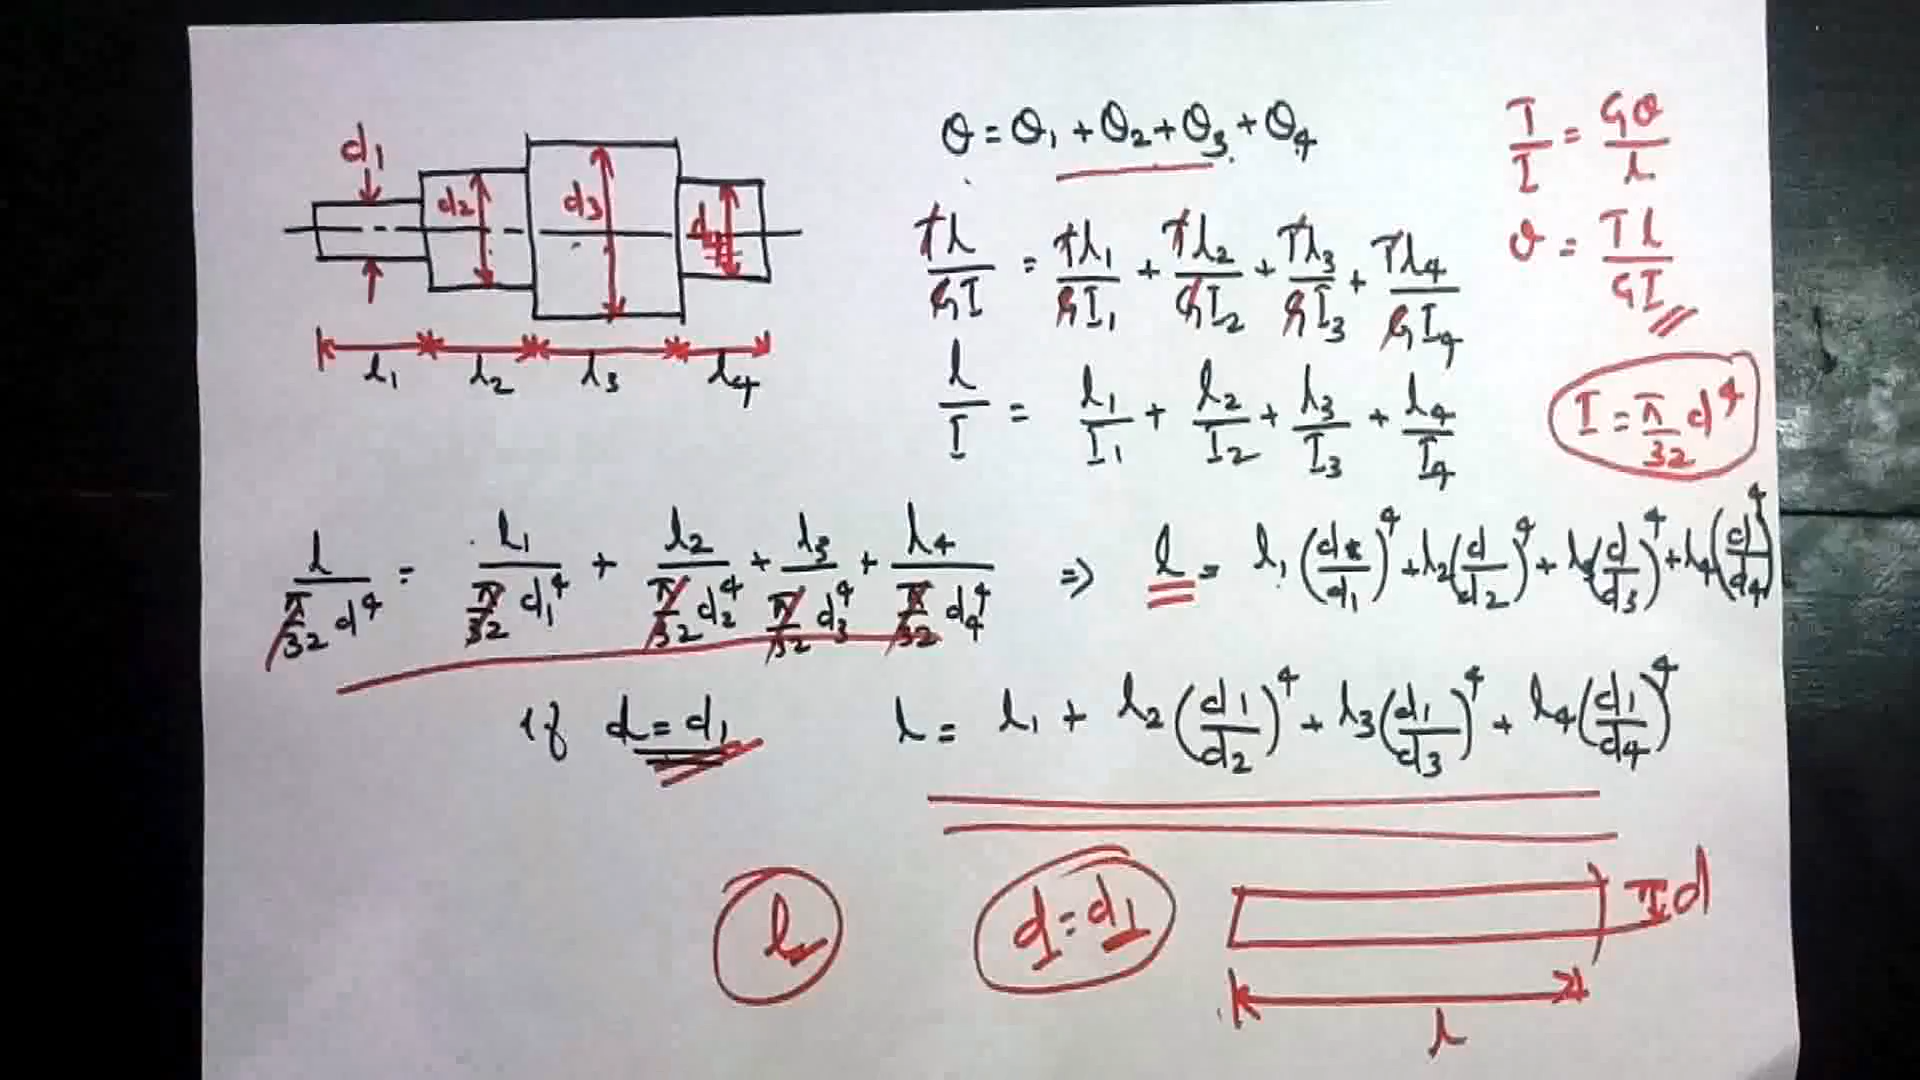 d₁
d₂
d₃
d₄
l₁ l₂ l₃ l₄
θ = θ₁ + θ₂ + θ₃ + θ₄
Tl/GI = Tl₁/GI₁ + Tl₂/GI₂ + Tl₃/GI₃ + Tl₄/GI₄
l/I = l₁/I₁ + l₂/I₂ + l₃/I₃ + l₄/I₄
T/I = Gθ/l
θ = Tl/GI
I = π/32 d⁴
l/(π/32 d⁴) = l₁/(π/32 d₁⁴) + l₂/(π/32 d₂⁴) + l₃/(π/32 d₃⁴) + l₄/(π/32 d₄⁴) ⇒ l = l₁(d/d₁)⁴ + l₂(d/d₂)⁴ + l₃(d/d₃)⁴ + l₄(d/d₄)⁴
If d = d₁ l = l₁ + l₂(d₁/d₂)⁴ + l₃(d₁/d₃)⁴ + l₄(d₁/d₄)⁴
l
d = d₁
d
l